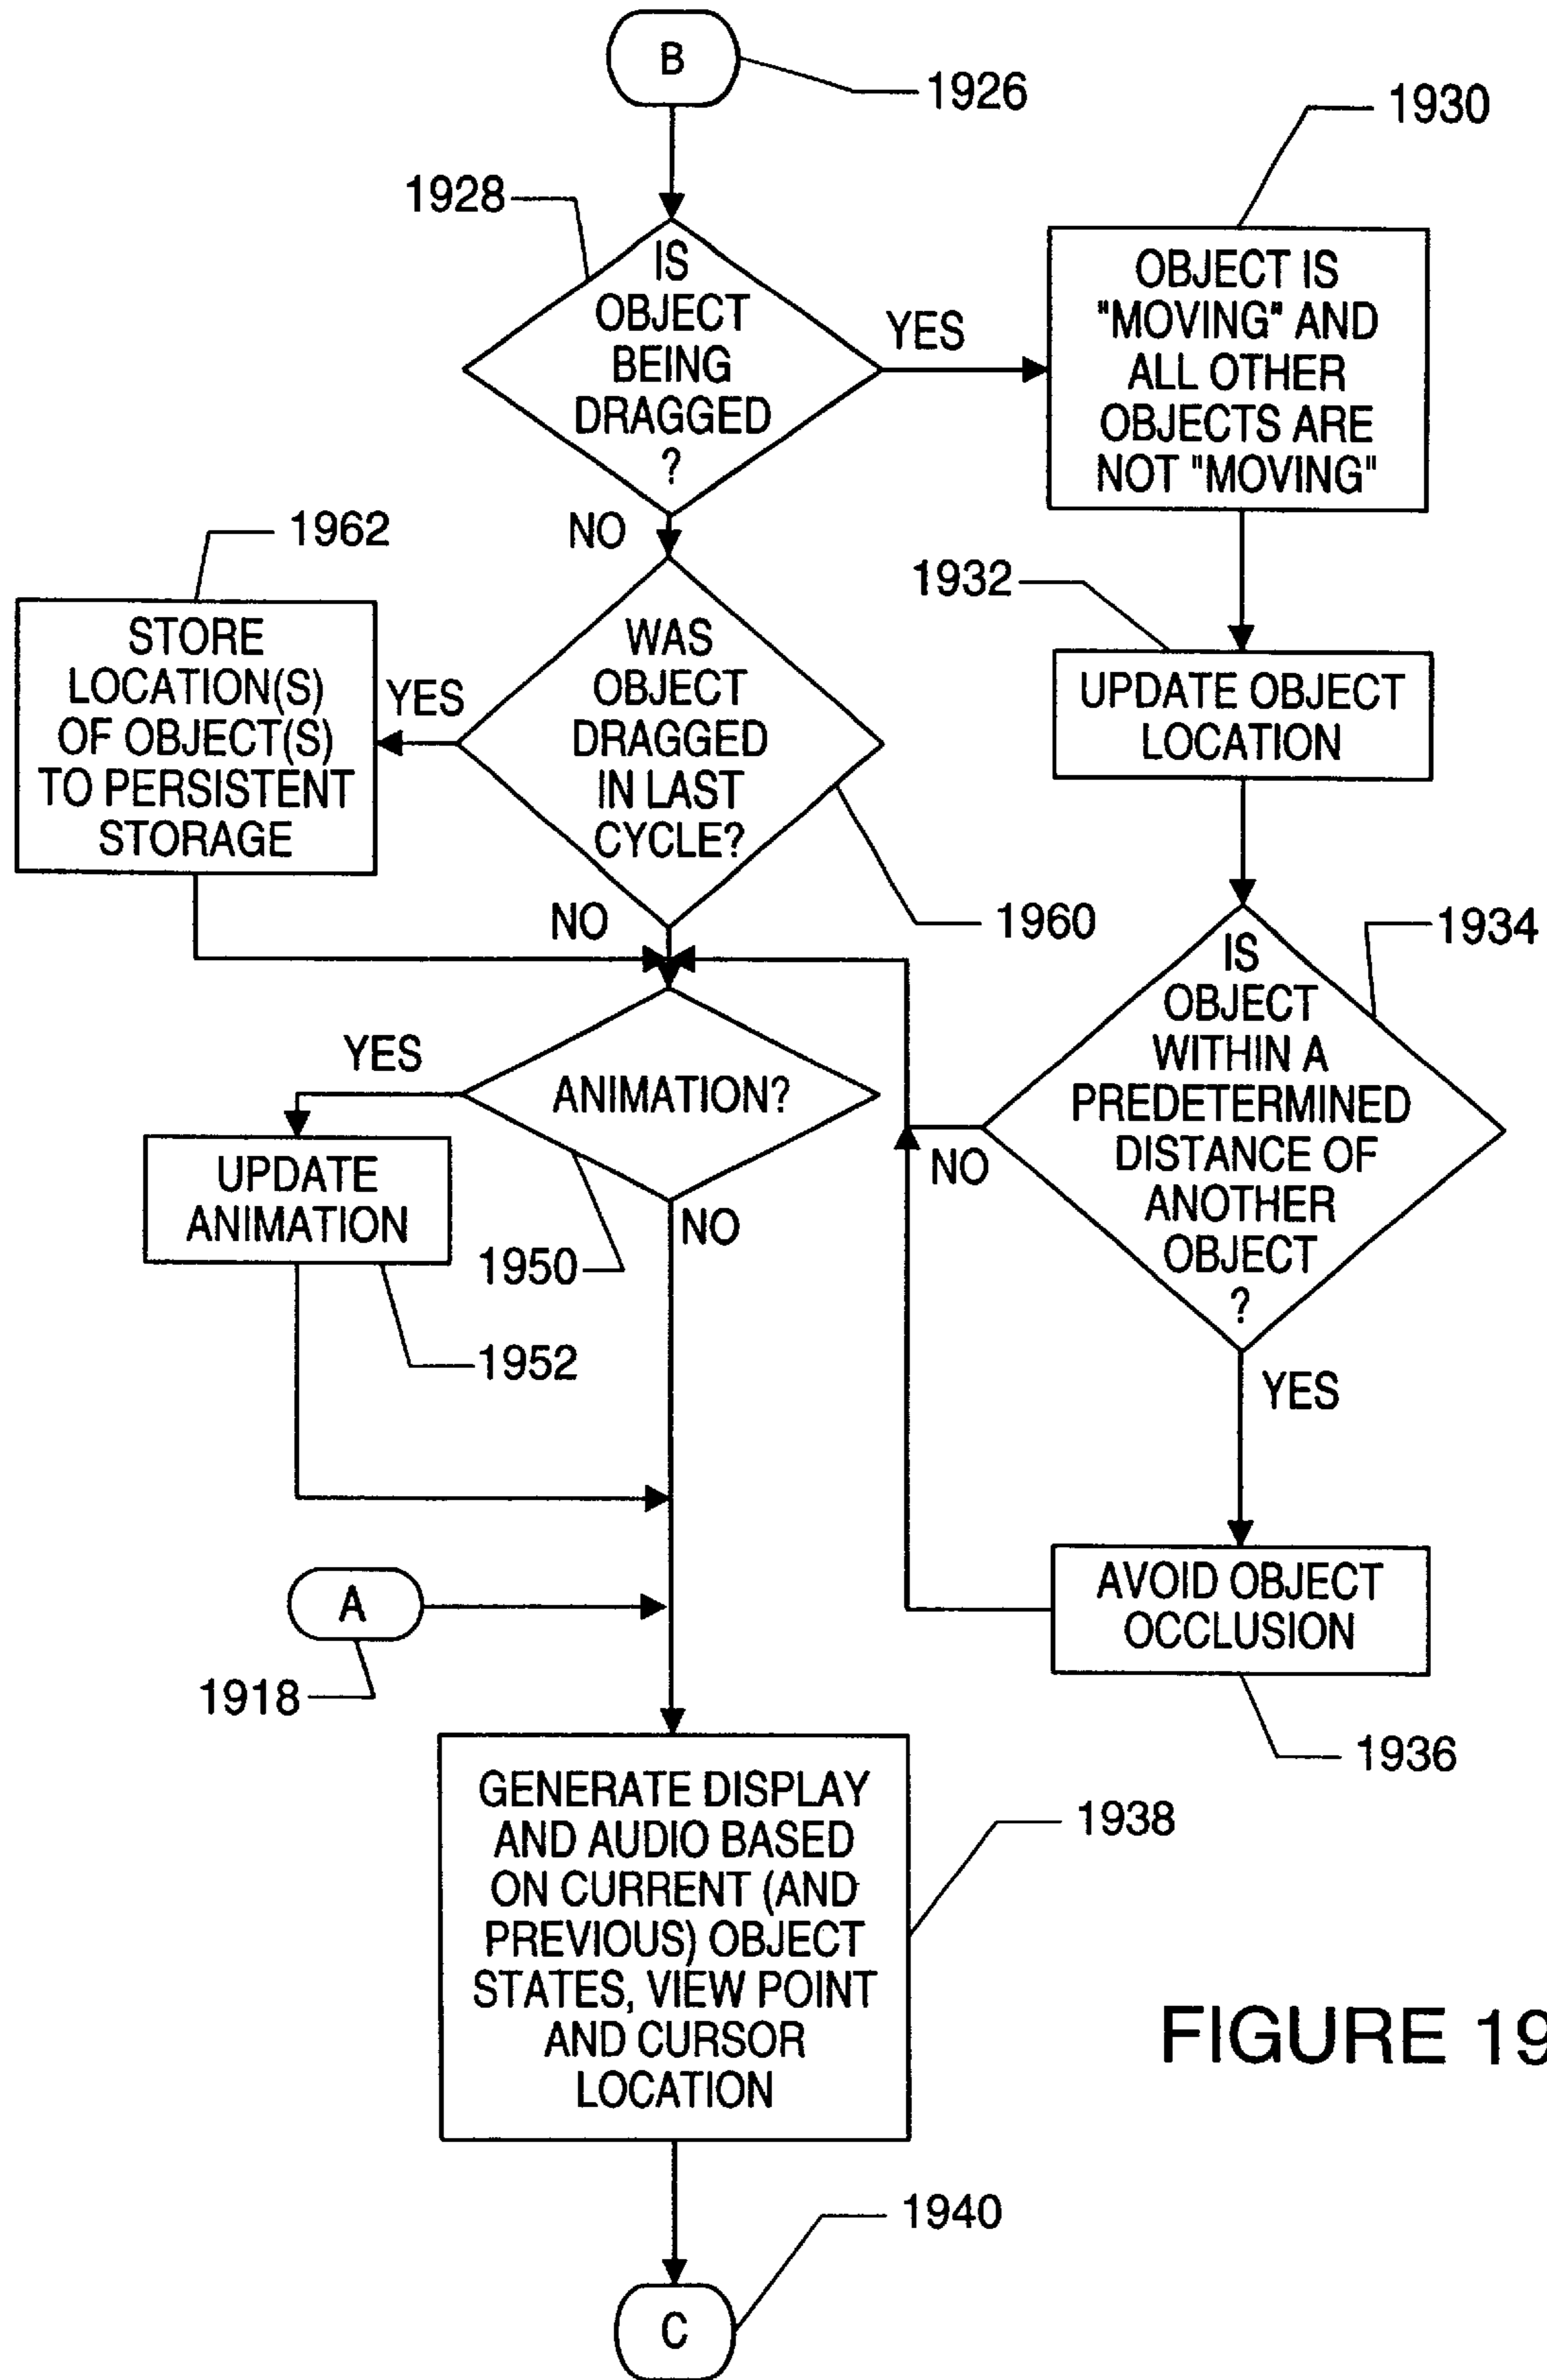 B
1926
1928
IS
OBJECT
BEING
DRAGGED
?
YES
1930
OBJECT IS
"MOVING" AND
ALL OTHER
OBJECTS ARE
NOT "MOVING"
NO
1962
STORE
LOCATION(S)
OF OBJECT(S)
TO PERSISTENT
STORAGE
YES
WAS
OBJECT
DRAGGED
IN LAST
CYCLE?
1960
NO
1932
UPDATE OBJECT
LOCATION
1934
IS
OBJECT
WITHIN A
PREDETERMINED
DISTANCE OF
ANOTHER
OBJECT
?
NO
YES
ANIMATION?
YES
UPDATE
ANIMATION
1950
NO
1952
AVOID OBJECT
OCCLUSION
1936
A
1918
GENERATE DISPLAY
AND AUDIO BASED
ON CURRENT (AND
PREVIOUS) OBJECT
STATES, VIEW POINT
AND CURSOR
LOCATION
1938
FIGURE 19
1940
C